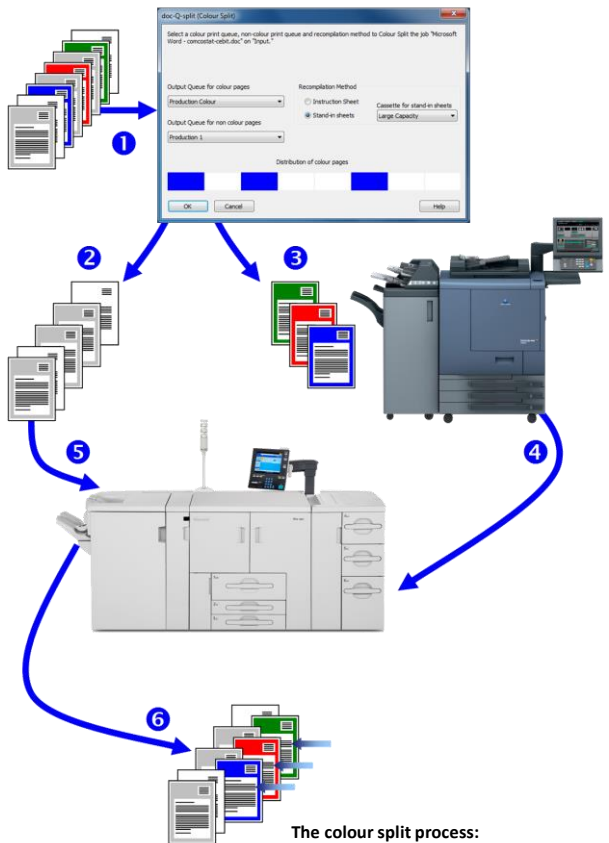 doc-Q-split (Colour Split)
Select a colour print queue, non-colour print queue and recompilation method to Colour Split the job "Microsoft
Word - comcostat-cebit.doc" on "Input."
Output Queue for colour pages
Recompilation Method
Production Colour
Instruction Sheet
Cassette for stand-in sheets
Stand-in sheets
Large Capacity
Output Queue for non colour pages
Production 1
Distribution of colour pages
OK
Cancel
Help
1
2
3
4
5
6
The colour split process: